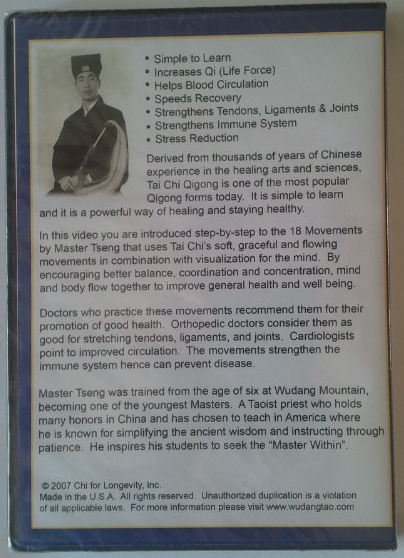 • Simple to Learn
• Increases Qi (Life Force)
• Helps Blood Circulation
• Speeds Recovery
• Strengthens Tendons, Ligaments & Joints
• Strengthens Immune System
• Stress Reduction
Derived from thousands of years of Chinese
experience in the healing arts and sciences,
Tai Chi Qigong is one of the most popular
Qigong forms today. It is simple to learn
and it is a powerful way of healing and staying healthy.
In this video you are introduced step-by-step to the 18 Movements
by Master Tseng that uses Tai Chi's soft, graceful and flowing
movements in combination with visualization for the mind. By
encouraging better balance, coordination and concentration, mind
and body flow together to improve general health and well being.
Doctors who practice these movements recommend them for their
promotion of good health. Orthopedic doctors consider them as
good for stretching tendons, ligaments, and joints. Cardiologists
point to improved circulation. The movements strengthen the
immune system hence can prevent disease.
Master Tseng was trained from the age of six at Wudang Mountain,
becoming one of the youngest Masters. A Taoist priest who holds
many honors in China and has chosen to teach in America where
he is known for simplifying the ancient wisdom and instructing through
patience. He inspires his students to seek the "Master Within".
© 2007 Chi for Longevity, Inc.
Made in the U.S.A. All rights reserved. Unauthorized duplication is a violation
of all applicable laws. For more information please visit www.wudangtao.com